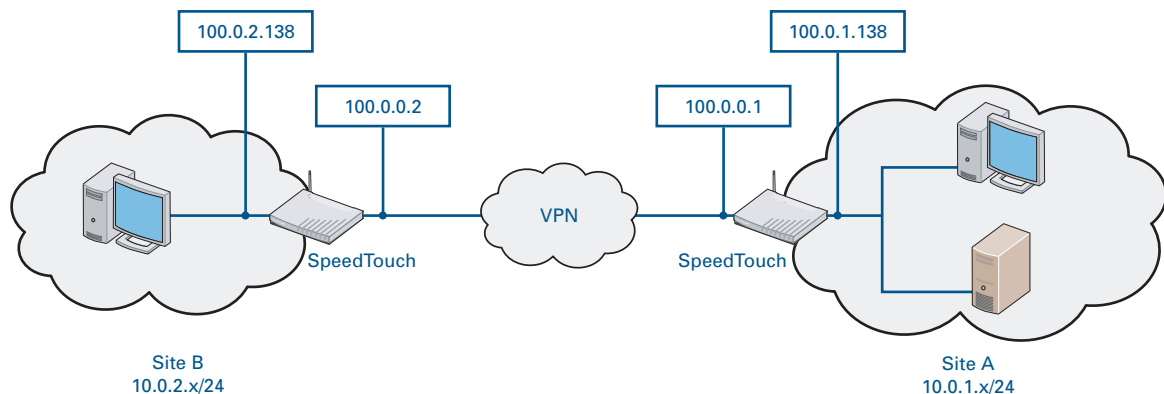 100.0.2.138
100.0.1.138
100.0.0.2
100.0.0.1
VPN
SpeedTouch
SpeedTouch
Site B
10.0.2.x/24
Site A
10.0.1.x/24